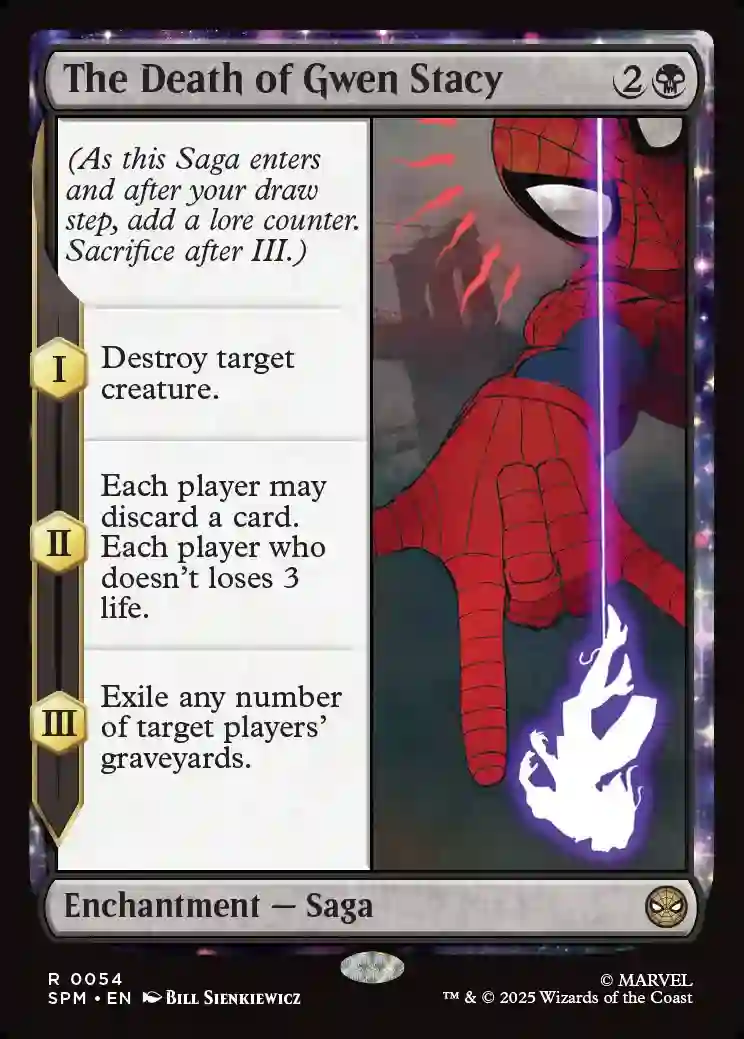 The Death of Gwen Stacy 2
(As this Saga enters
and after your draw
step, add a lore counter.
Sacrifice after III.)
I
Destroy target
creature.
II
Each player may
discard a card.
Each player who
doesn't loses 3
life.
III
Exile any number
of target players'
graveyards.
Enchantment — Saga
R 0054
SPM • EN Bill Sienkiewicz
© MARVEL
™ & © 2025 Wizards of the Coast